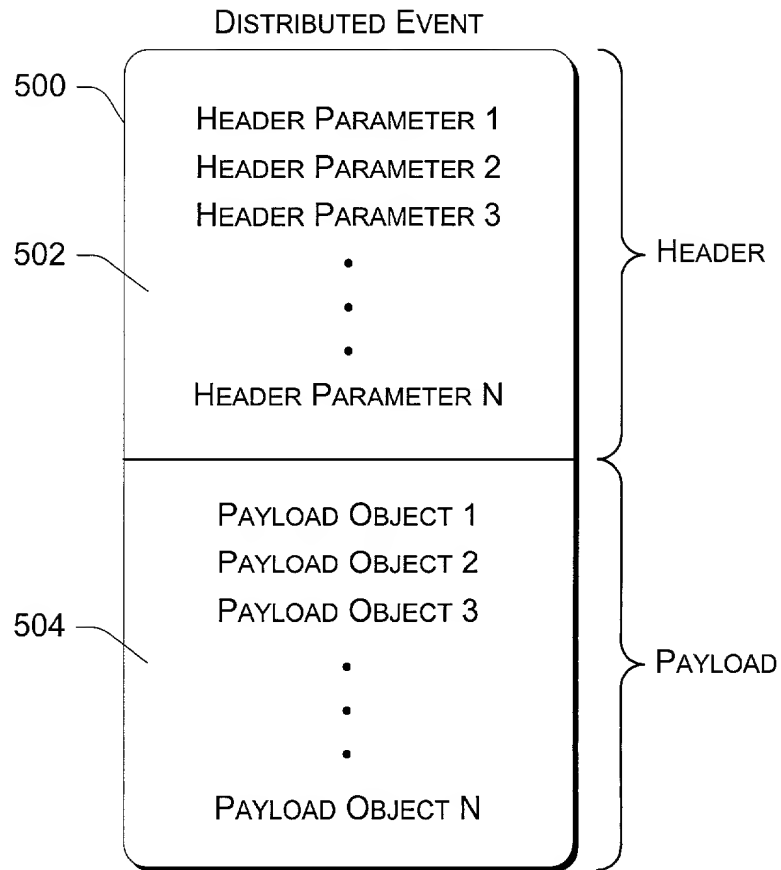 DISTRIBUTED EVENT
500
HEADER PARAMETER 1
HEADER PARAMETER 2
HEADER PARAMETER 3
502
HEADER
HEADER PARAMETER N
PAYLOAD OBJECT 1
PAYLOAD OBJECT 2
PAYLOAD OBJECT 3
504
PAYLOAD
PAYLOAD OBJECT N